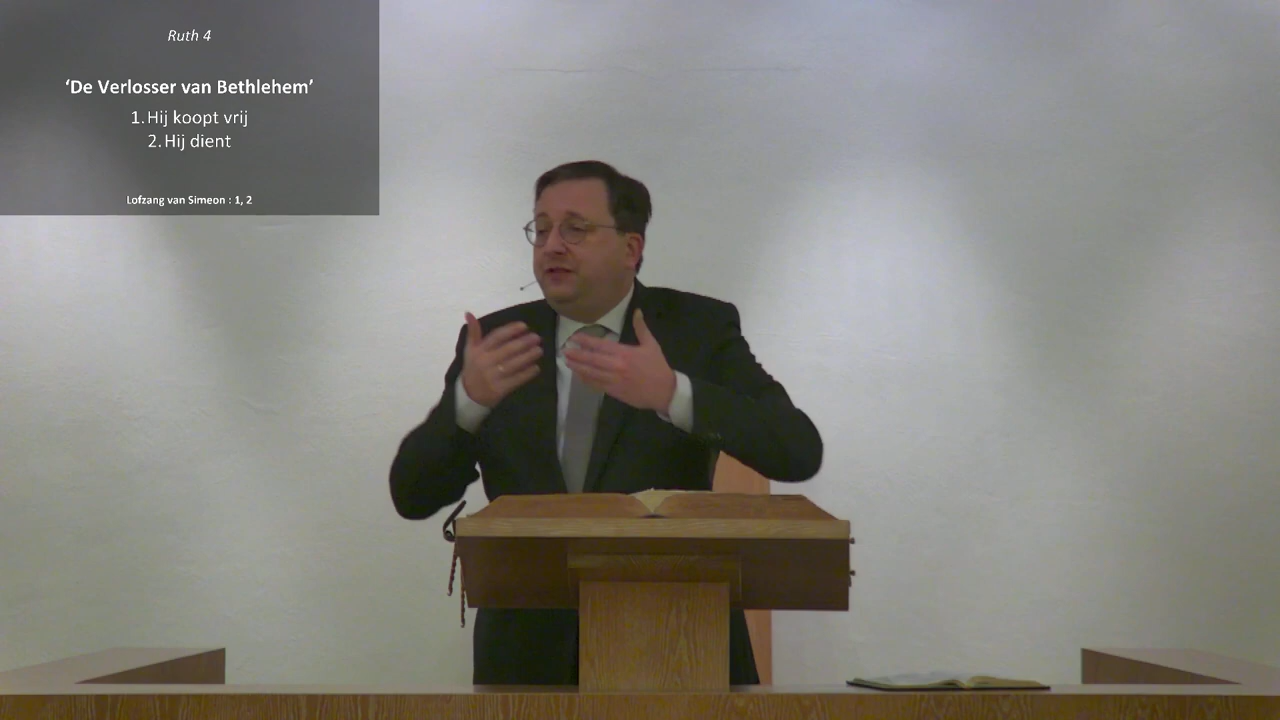 Ruth 4
‘De Verlosser van Bethlehem’
1. Hij koopt vrij
2. Hij dient
Lofzang van Simeon : 1, 2